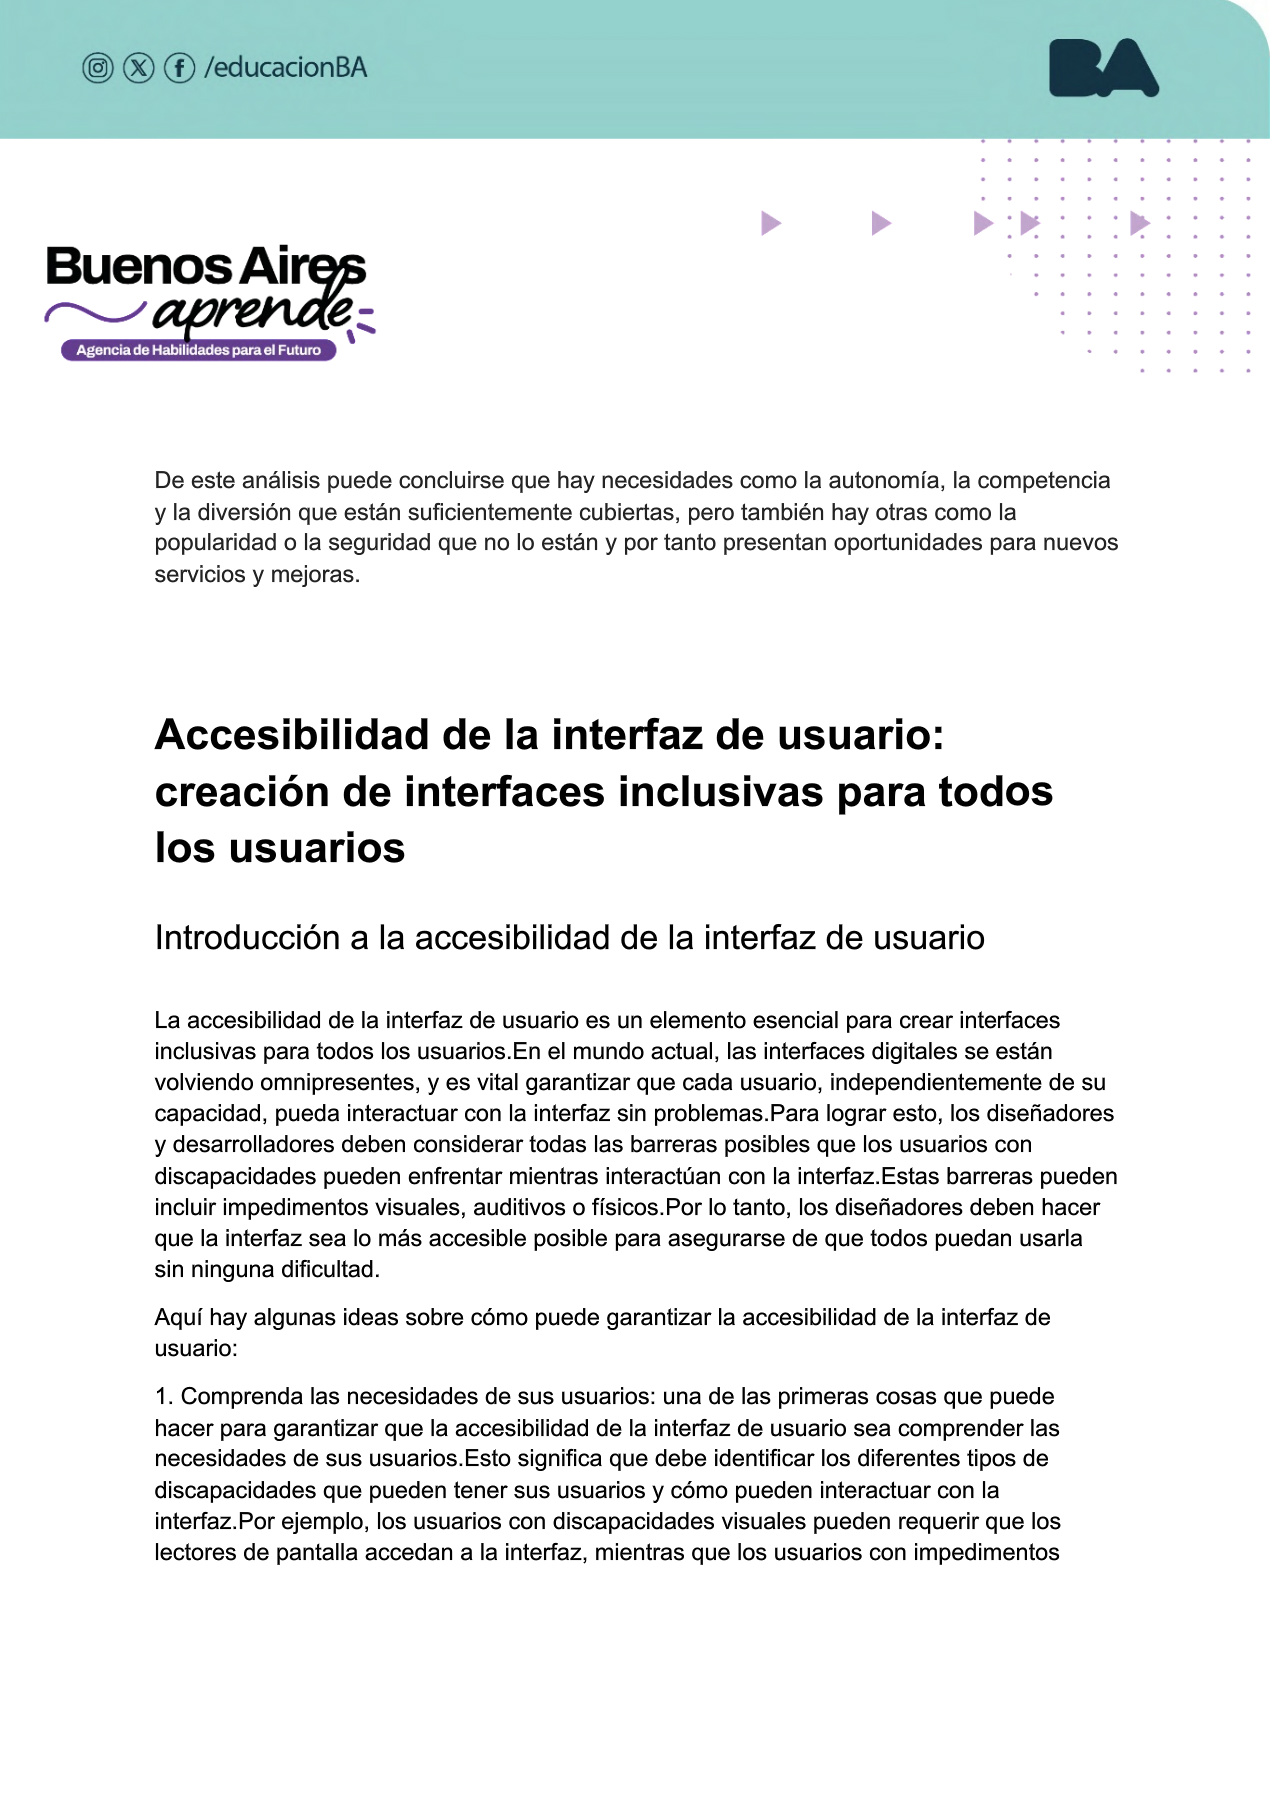 /educacionBA
BA
Buenos Aires
aprende
Agencia de Habilidades para el Futuro
De este análisis puede concluirse que hay necesidades como la autonomía, la competencia
y la diversión que están suficientemente cubiertas, pero también hay otras como la
popularidad o la seguridad que no lo están y por tanto presentan oportunidades para nuevos
servicios y mejoras.
Accesibilidad de la interfaz de usuario:
creación de interfaces inclusivas para todos
los usuarios
Introducción a la accesibilidad de la interfaz de usuario
La accesibilidad de la interfaz de usuario es un elemento esencial para crear interfaces
inclusivas para todos los usuarios.En el mundo actual, las interfaces digitales se están
volviendo omnipresentes, y es vital garantizar que cada usuario, independientemente de su
capacidad, pueda interactuar con la interfaz sin problemas.Para lograr esto, los diseñadores
y desarrolladores deben considerar todas las barreras posibles que los usuarios con
discapacidades pueden enfrentar mientras interactúan con la interfaz.Estas barreras pueden
incluir impedimentos visuales, auditivos o físicos.Por lo tanto, los diseñadores deben hacer
que la interfaz sea lo más accesible posible para asegurarse de que todos puedan usarla
sin ninguna dificultad.
Aquí hay algunas ideas sobre cómo puede garantizar la accesibilidad de la interfaz de
usuario:
1. Comprenda las necesidades de sus usuarios: una de las primeras cosas que puede
hacer para garantizar que la accesibilidad de la interfaz de usuario sea comprender las
necesidades de sus usuarios.Esto significa que debe identificar los diferentes tipos de
discapacidades que pueden tener sus usuarios y cómo pueden interactuar con la
interfaz.Por ejemplo, los usuarios con discapacidades visuales pueden requerir que los
lectores de pantalla accedan a la interfaz, mientras que los usuarios con impedimentos